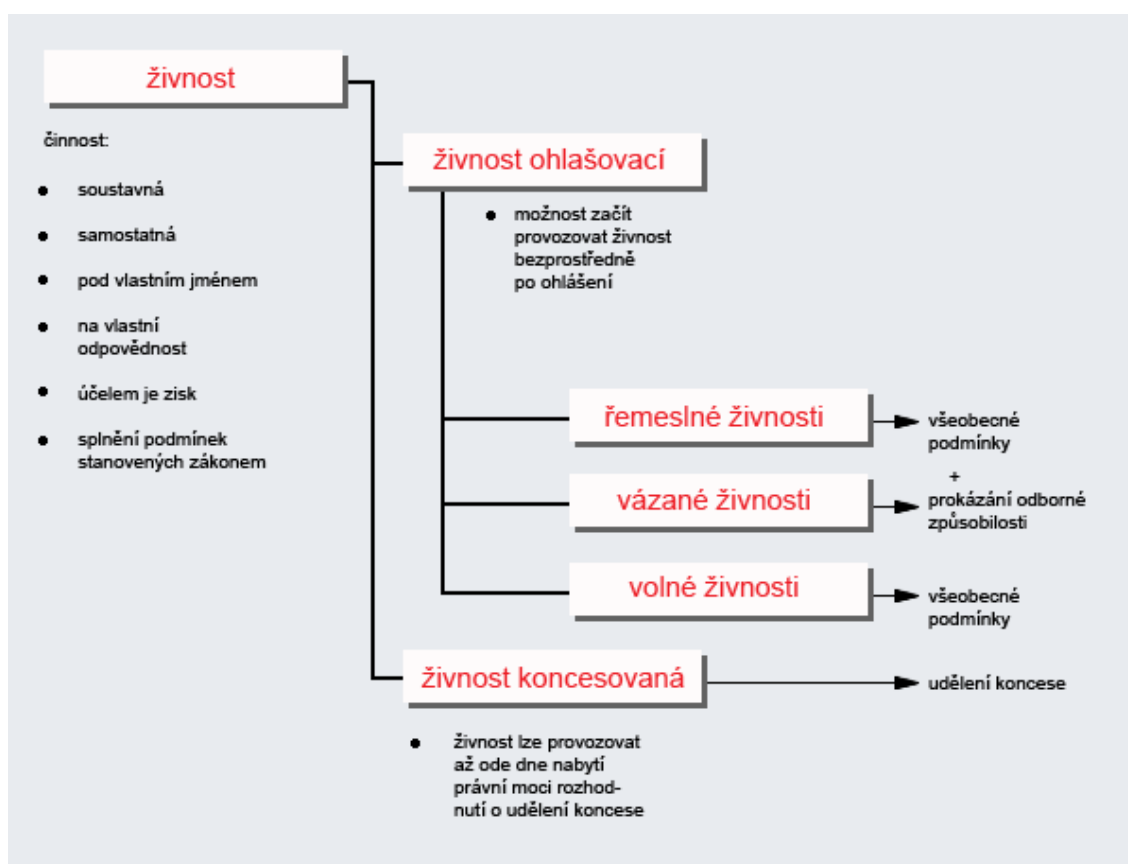 živnost
činnost:
● soustavná
● samostatná
● pod vlastním jménem
● na vlastní
odpovědnost
● účelem je zisk
● splnění podmínek
stanovených zákonem
živnost ohlašovací
● možnost začít
provozovat živnost
bezprostředně
po ohlášení
řemeslné živnosti
všeobecné
podmínky
+
prokázání odborné
způsobilosti
vázané živnosti
volné živnosti
všeobecné
podmínky
živnost koncesovaná
udělení koncese
● živnost lze provozovat
až ode dne nabytí
právní moci rozhod-
nutí o udělení koncese